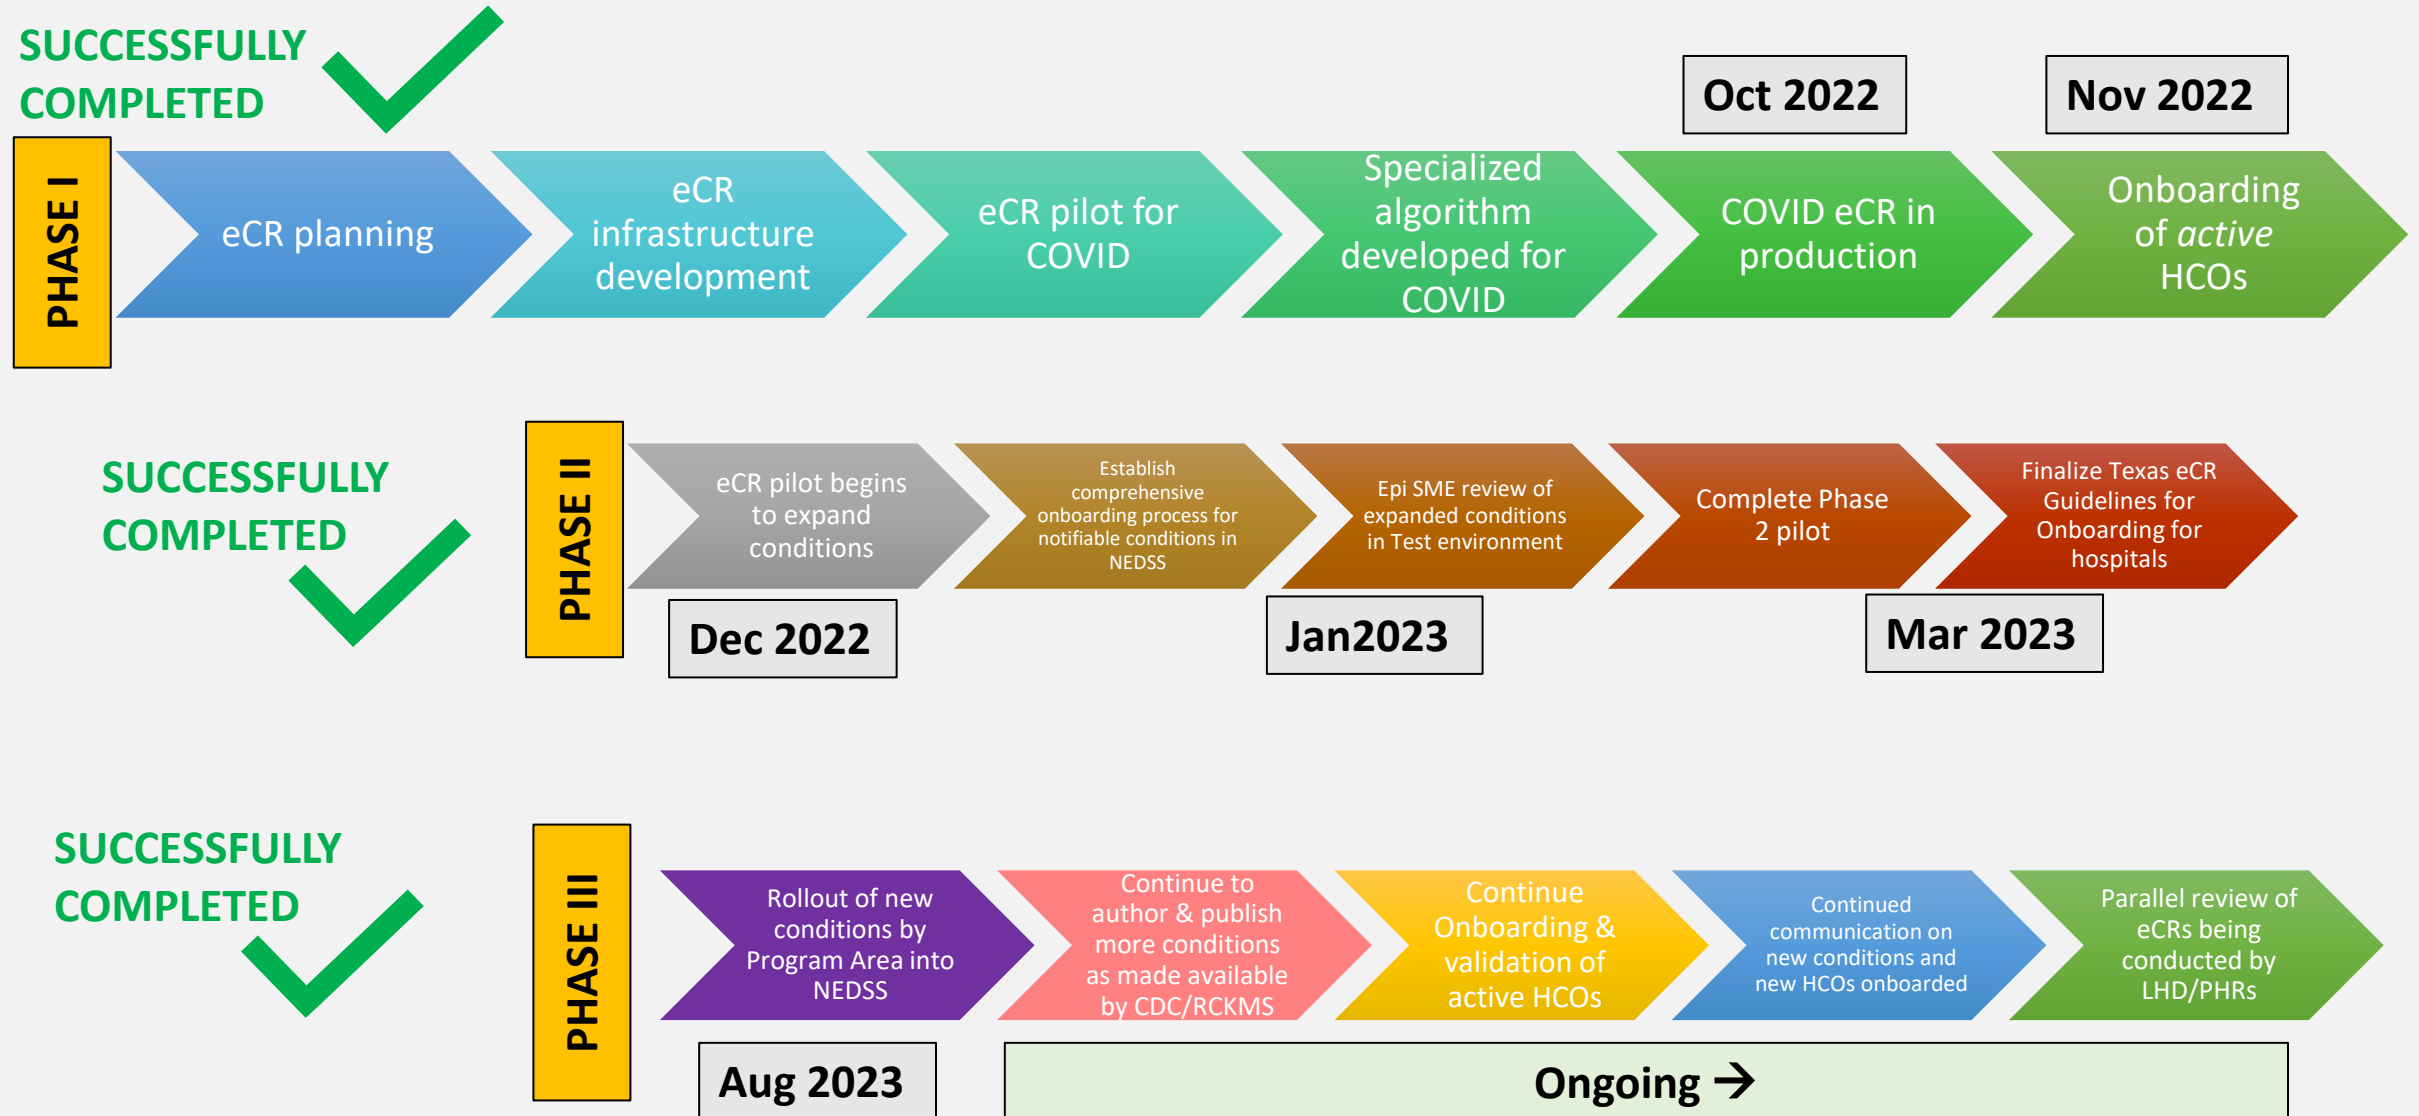 SUCCESSFULLY
COMPLETED
Oct 2022
Nov 2022
PHASE I
eCR planning
eCR
infrastructure
development
eCR pilot for
COVID
Specialized
algorithm
developed for
COVID
COVID eCR in
production
Onboarding
of active
HCOs
SUCCESSFULLY
COMPLETED
PHASE II
eCR pilot begins
to expand
conditions
Establish
comprehensive
onboarding process for
notifiable conditions in
NEDSS
Epi SME review of
expanded conditions
in Test environment
Complete Phase
2 pilot
Finalize Texas eCR
Guidelines for
Onboarding for
hospitals
Dec 2022
Jan2023
Mar 2023
SUCCESSFULLY
COMPLETED
PHASE III
Rollout of new
conditions by
Program Area into
NEDSS
Continue to
author & publish
more conditions
as made available
by CDC/RCKMS
Continue
Onboarding &
validation of
active HCOs
Continued
communication on
new conditions and
new HCOs onboarded
Parallel review of
eCRs being
conducted by
LHD/PHRs
Aug 2023
Ongoing →